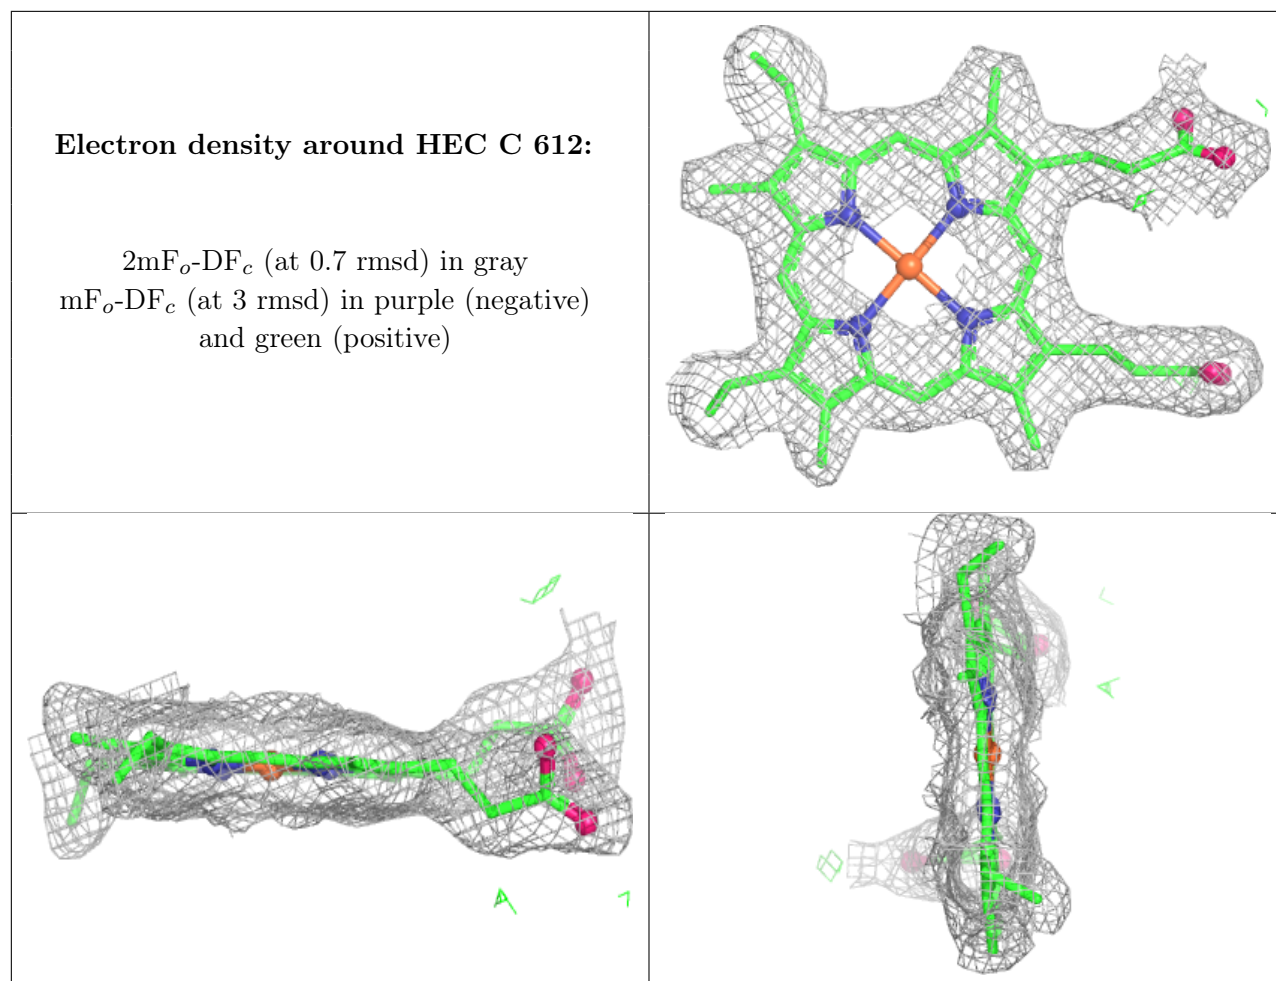 Electron density around HEC C 612:
2mFo-DFc (at 0.7 rmsd) in gray
mFo-DFc (at 3 rmsd) in purple (negative)
and green (positive)